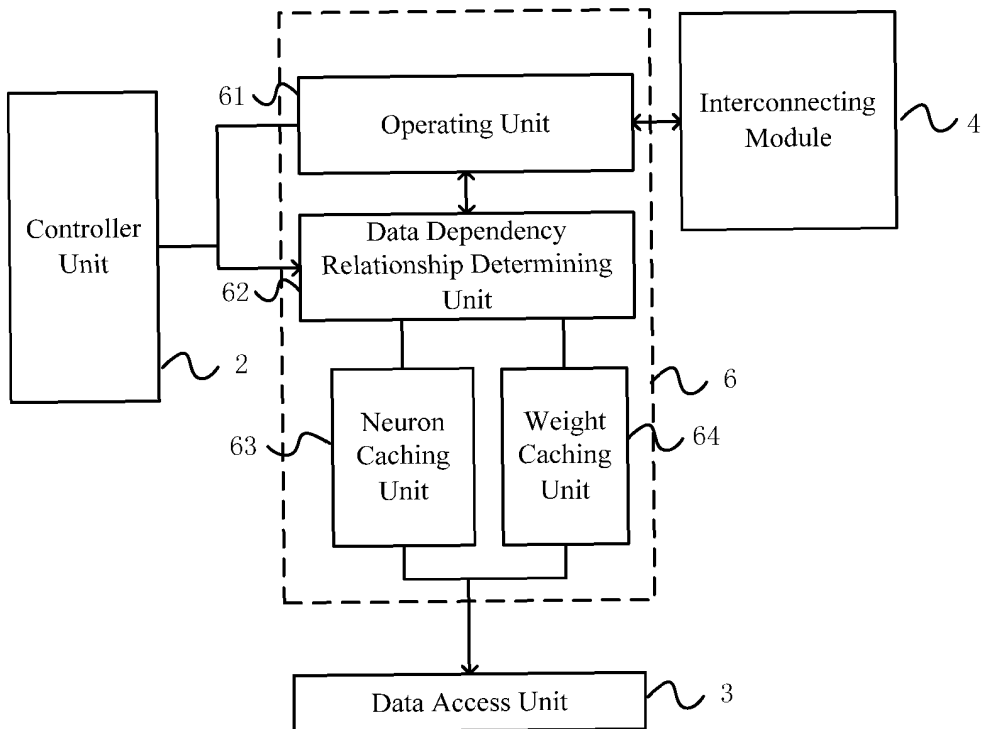 61
Operating Unit
Interconnecting
Module
4
Controller
Unit
Data Dependency
Relationship Determining
Unit
62
2
6
Neuron
Caching
Unit
63
Weight
Caching
Unit
64
Data Access Unit
3